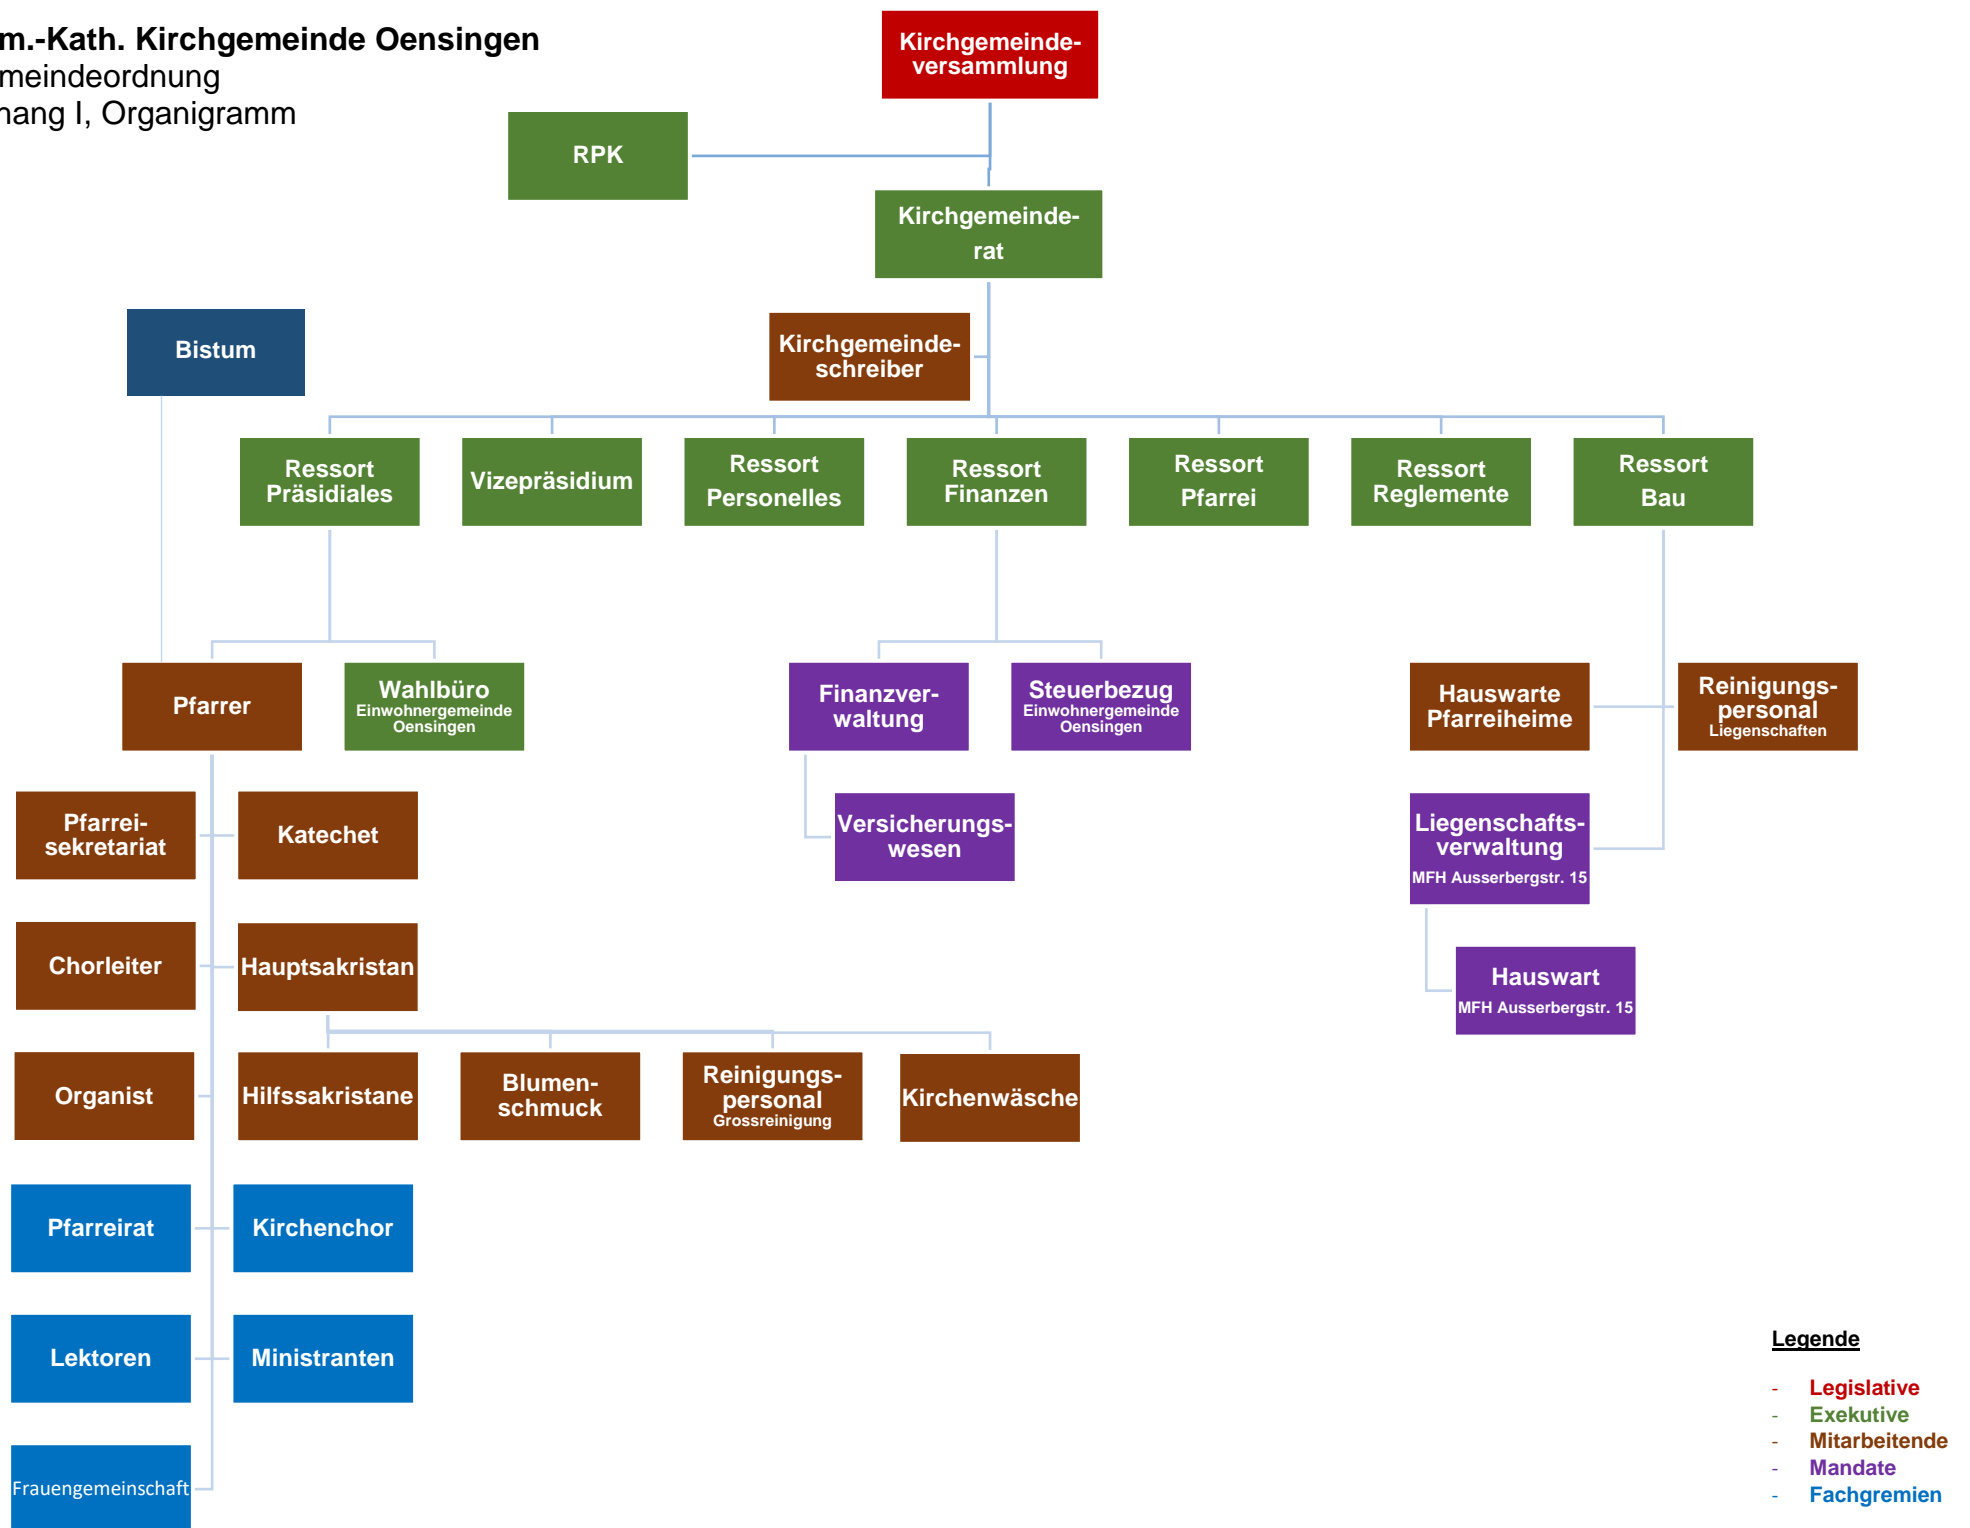 m.-Kath. Kirchgemeinde Oensingen
meindeordnung
nang I, Organigramm
Kirchgemeinde-
versammlung
RPK
Kirchgemeinde-
rat
Bistum
Kirchgemeinde-
schreiber
Ressort
Präsidiales
Vizepräsidium
Ressort
Personelles
Ressort
Finanzen
Ressort
Pfarrei
Ressort
Reglemente
Ressort
Bau
Pfarrer
Wahlbüro
Einwohnergemeinde
Oensingen
Finanzver-
waltung
Steuerbezug
Einwohnergemeinde
Oensingen
Hauswarte
Pfarreiheime
Reinigungs-
personal
Liegenschaften
Pfarrei-
sekretariat
Katechet
Versicherungs-
wesen
Liegenschafts-
verwaltung
MFH Ausserbergstr. 15
Chorleiter
Hauptsakristan
Hauswart
MFH Ausserbergstr. 15
Organist
Hilfssakristane
Blumen-
schmuck
Reinigungs-
personal
Grossreinigung
Kirchenwäsche
Pfarreirat
Kirchenchor
Lektoren
Ministranten
Frauengemeinschaft
Legende
- Legislative
- Exekutive
- Mitarbeitende
- Mandate
- Fachgremien